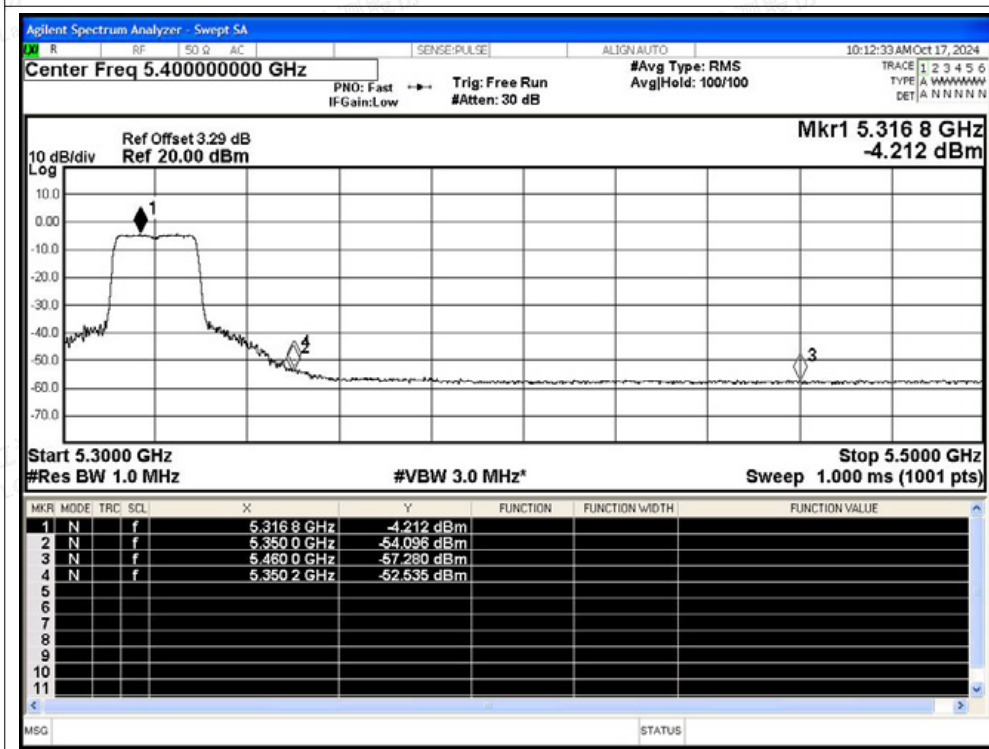 Agilent Spectrum Analyzer - Swept SA
R RF 50 Ω AC SENSE:PULSE ALIGN AUTO 10:12:33 AM Oct 17, 2024
Center Freq 5.400000000 GHz
PNO: Fast
IFGain:Low
Trig: Free Run
#Atten: 30 dB
#Avg Type: RMS
Avg|Hold: 100/100
TRACE 1 2 3 4 5 6
TYPE A W W W W W
DET A N N N N N
Mkr1 5.316 8 GHz
-4.212 dBm
Ref Offset 3.29 dB
10 dB/div Ref 20.00 dBm
Log
10.0
0.00
-10.0
-20.0
-30.0
-40.0
-50.0
-60.0
-70.0
1
4
2
3
Start 5.3000 GHz Stop 5.5000 GHz
#Res BW 1.0 MHz #VBW 3.0 MHz* Sweep 1.000 ms (1001 pts)
MKR MODE TRC SCL X Y FUNCTION FUNCTION WIDTH FUNCTION VALUE
1 N f 5.316 8 GHz -4.212 dBm
2 N f 5.350 0 GHz -54.096 dBm
3 N f 5.460 0 GHz -57.280 dBm
4 N f 5.350 2 GHz -52.535 dBm
5
6
7
8
9
10
11
MSG STATUS